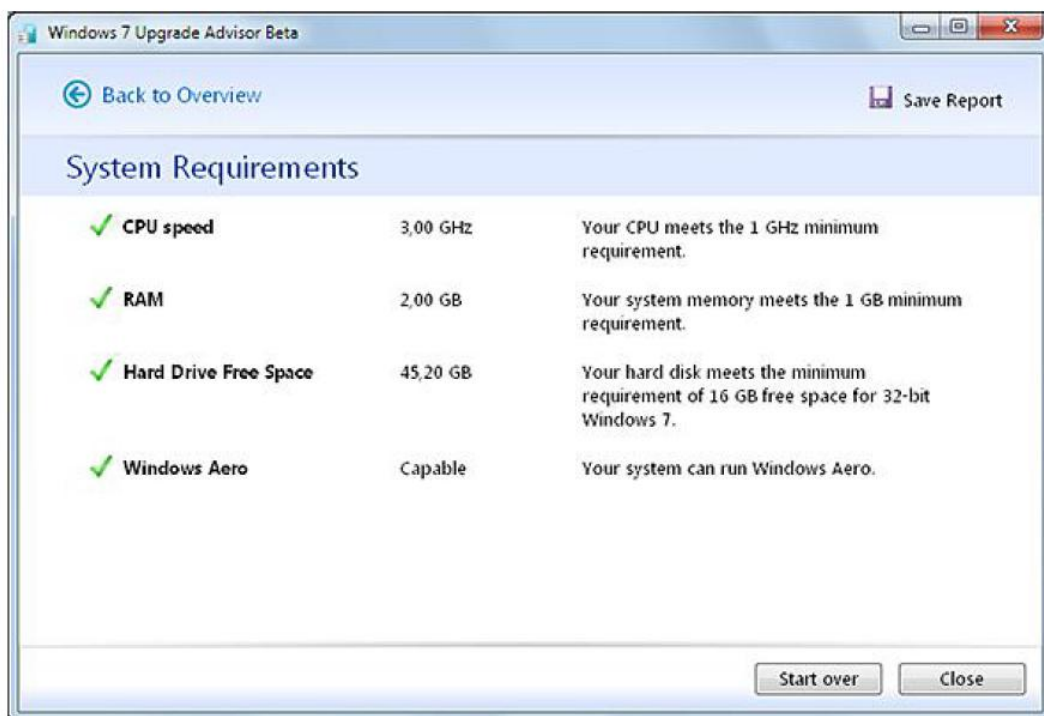 Windows 7 Upgrade Advisor Beta
Back to Overview
Save Report
System Requirements
CPU speed 3,00 GHz Your CPU meets the 1 GHz minimum
requirement.
RAM 2,00 GB Your system memory meets the 1 GB minimum
requirement.
Hard Drive Free Space 45,20 GB Your hard disk meets the minimum
requirement of 16 GB free space for 32-bit
Windows 7.
Windows Aero Capable Your system can run Windows Aero.
Start over Close